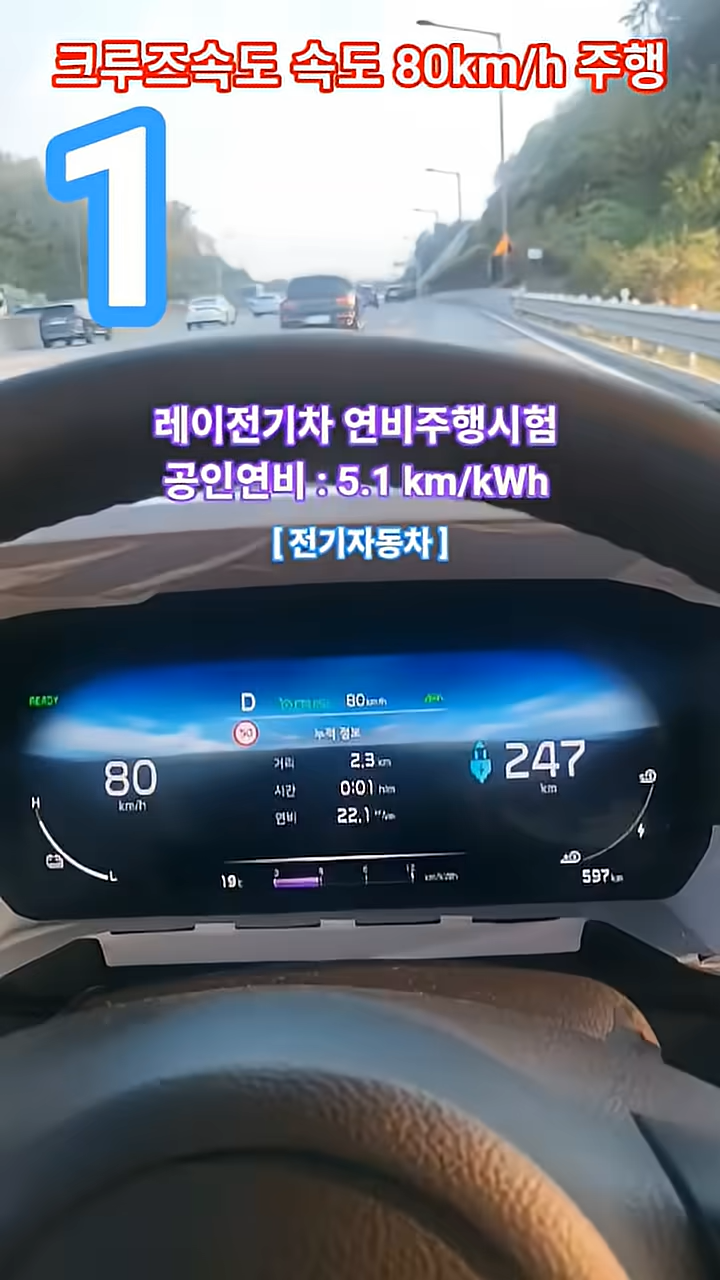 크루즈속도 속도 80km/h 주행
1
레이전기차 연비주행시험
공인연비 : 5.1 km/kWh
[ 전기자동차 ]
READY
D
80km/h
50
누적 정보
80
km/h
거리 2.3 km
시간 0:01 h:m
연비 22.1
247
km
H
L
19℃
597 km